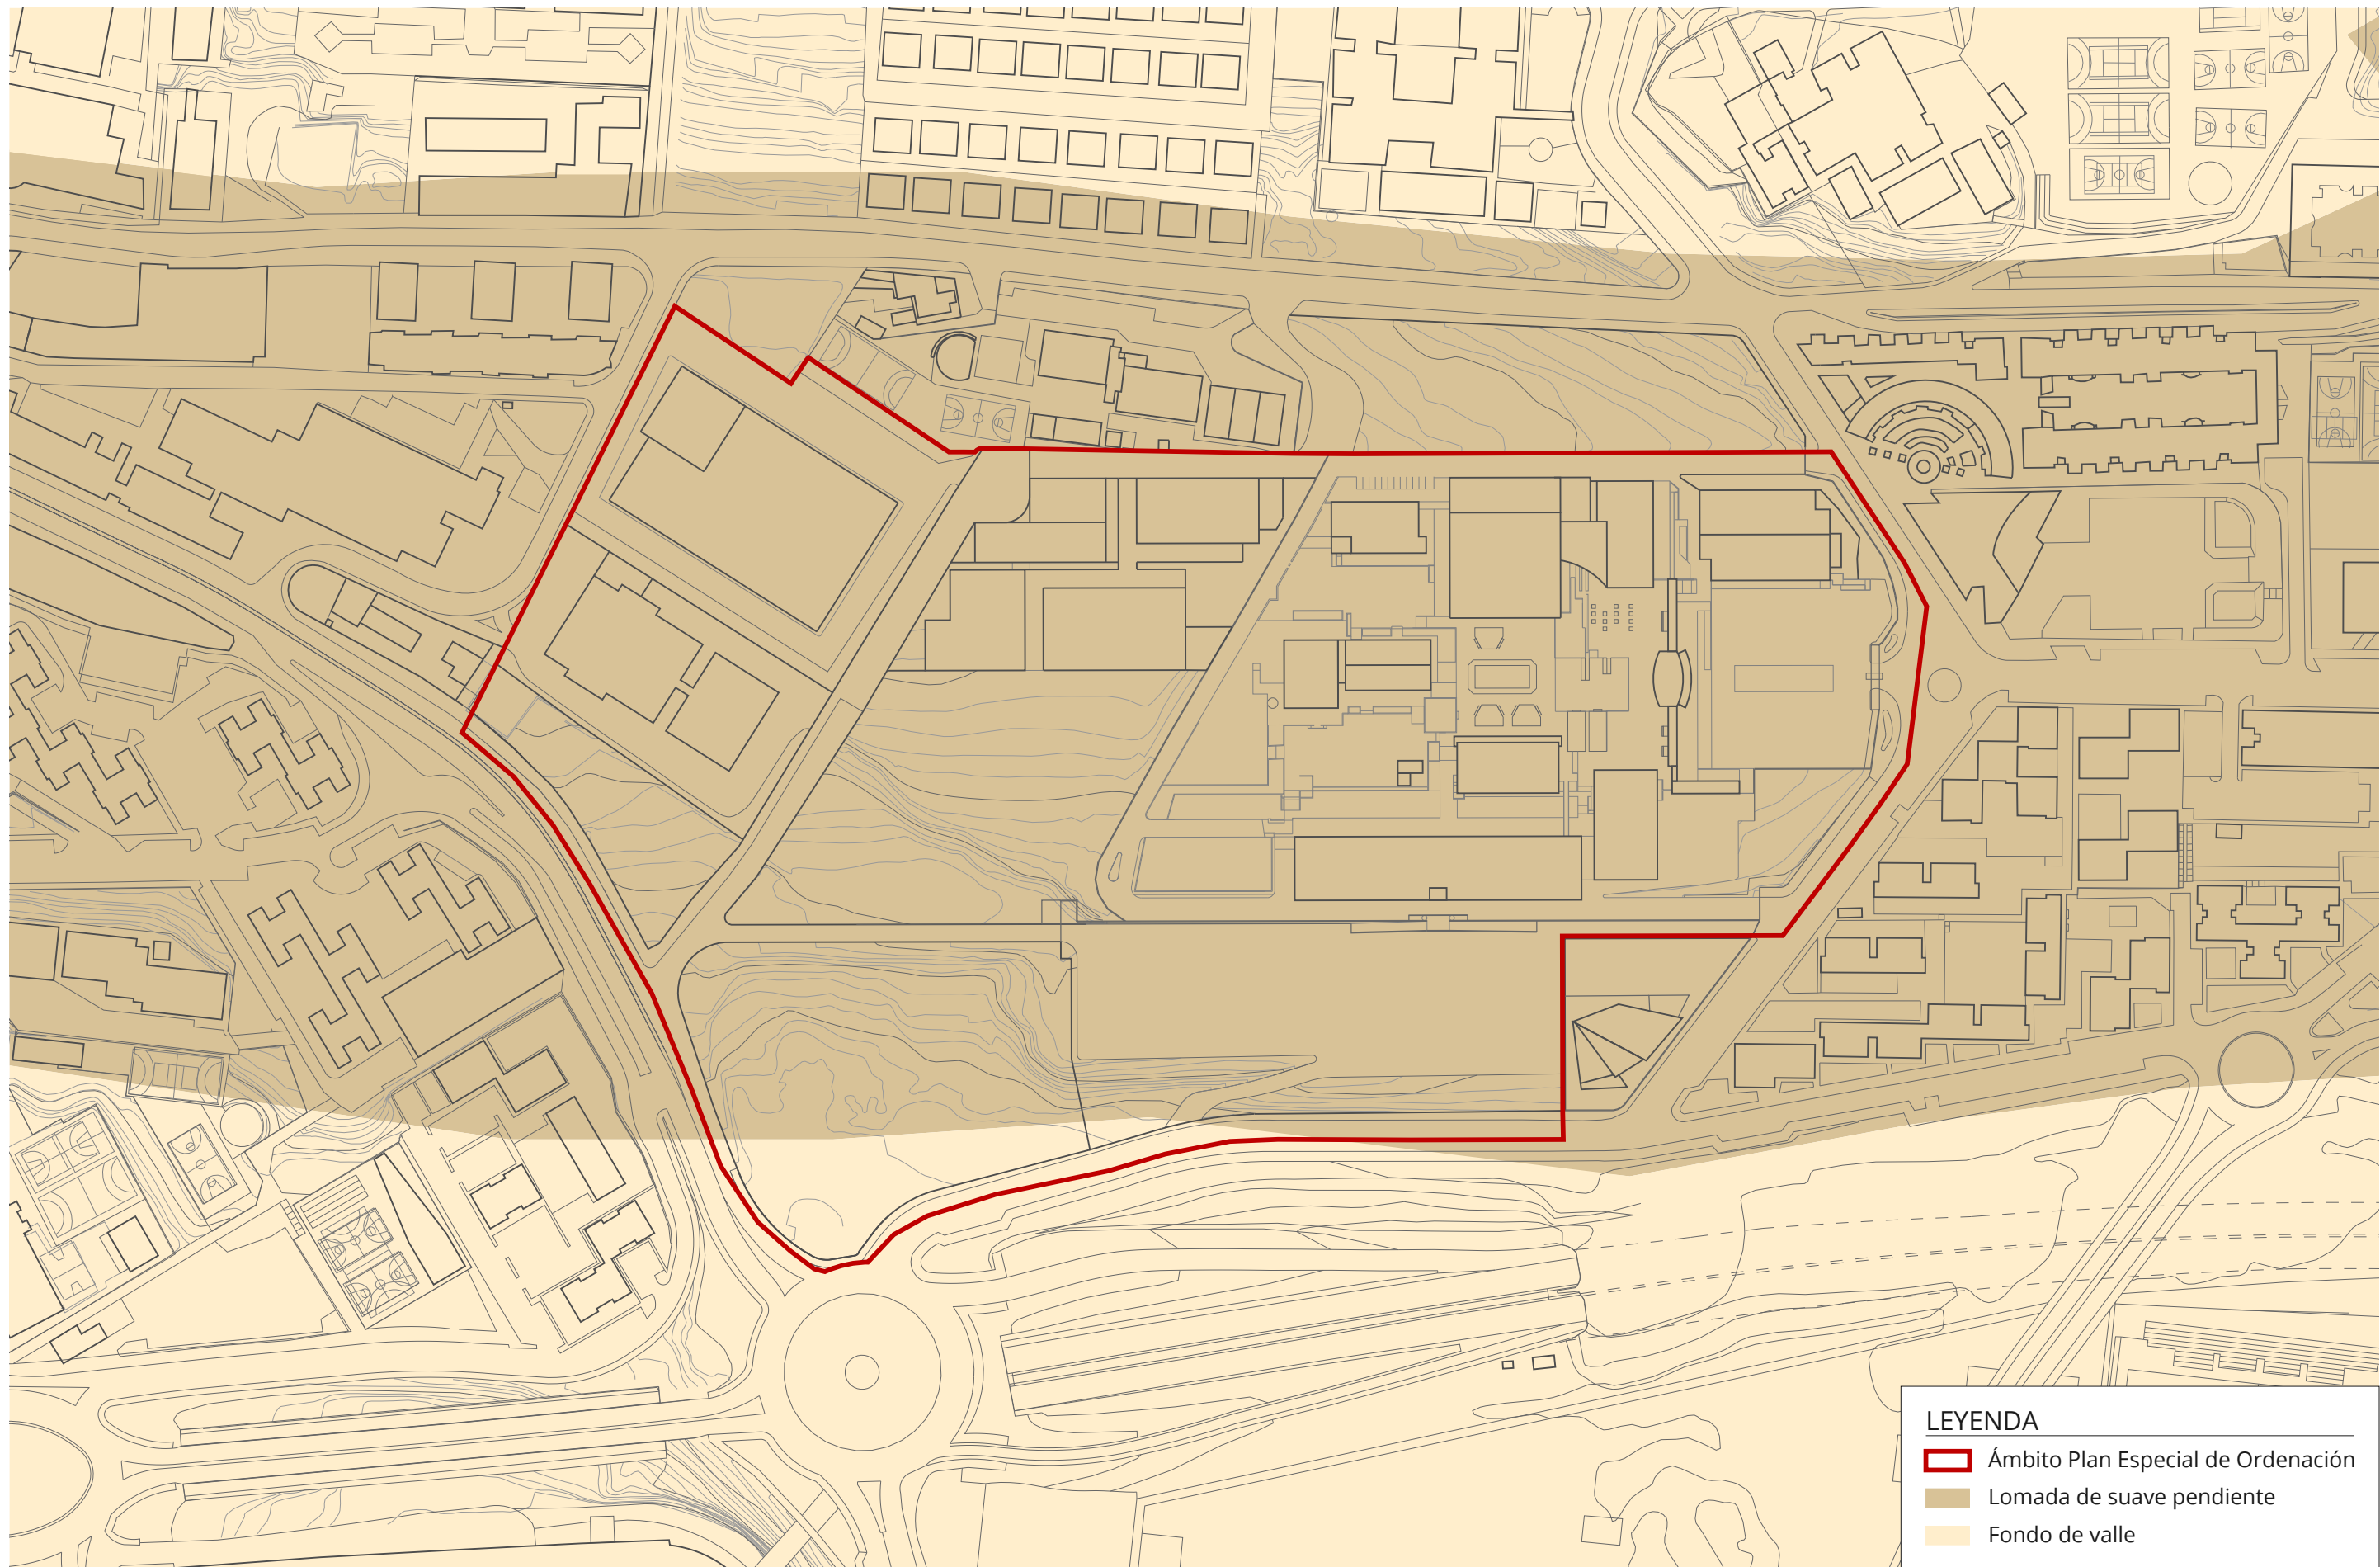 LEYENDA
Ámbito Plan Especial de Ordenación
Lomada de suave pendiente
Fondo de valle